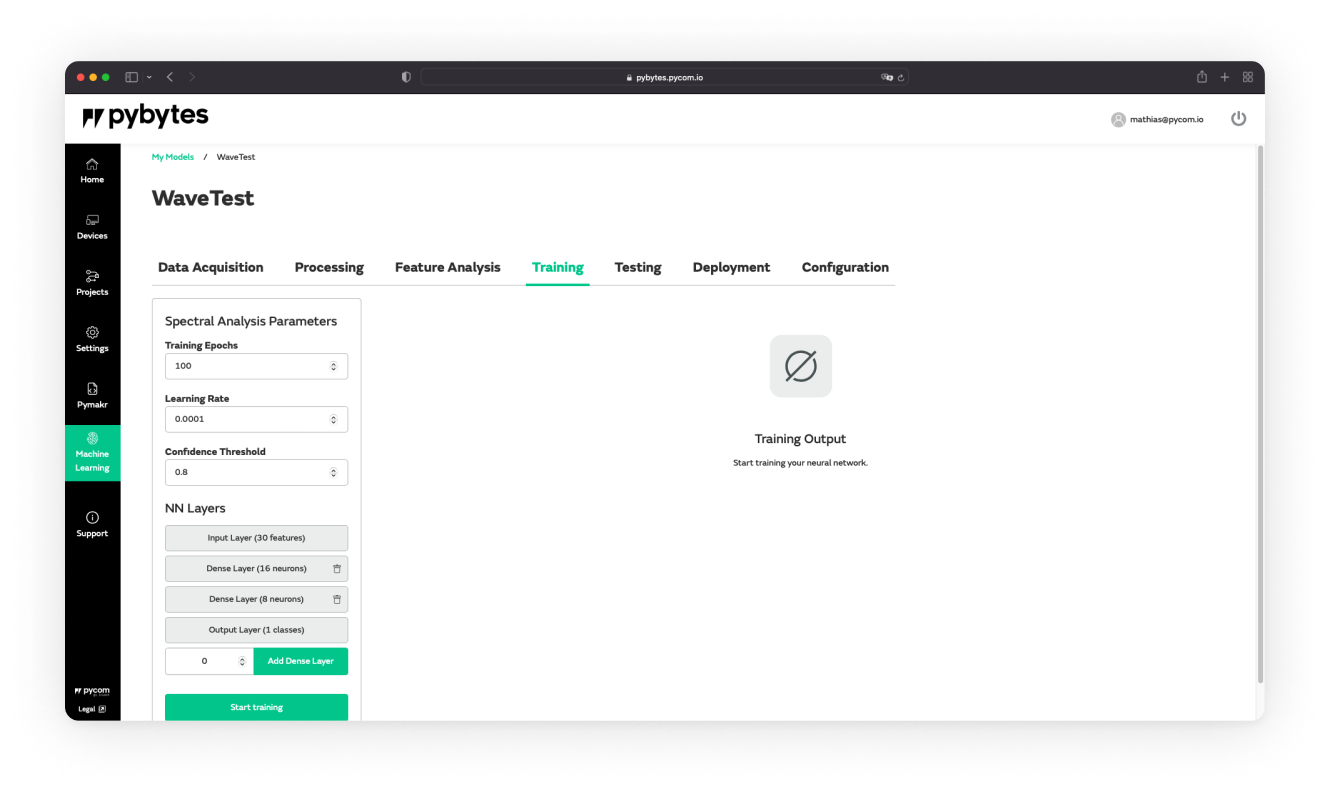 pybytes.pycom.io
pybytes
mathias@pycom.io
Home
Devices
Projects
Settings
Pymakr
Machine
Learning
Support
pycom
Legal
My Models / WaveTest
WaveTest
Data Acquisition Processing Feature Analysis Training Testing Deployment Configuration
Spectral Analysis Parameters
Training Epochs
100
Learning Rate
0.0001
Confidence Threshold
0.8
NN Layers
Input Layer (30 features)
Dense Layer (16 neurons)
Dense Layer (8 neurons)
Output Layer (1 classes)
0 Add Dense Layer
Start training
Training Output
Start training your neural network.